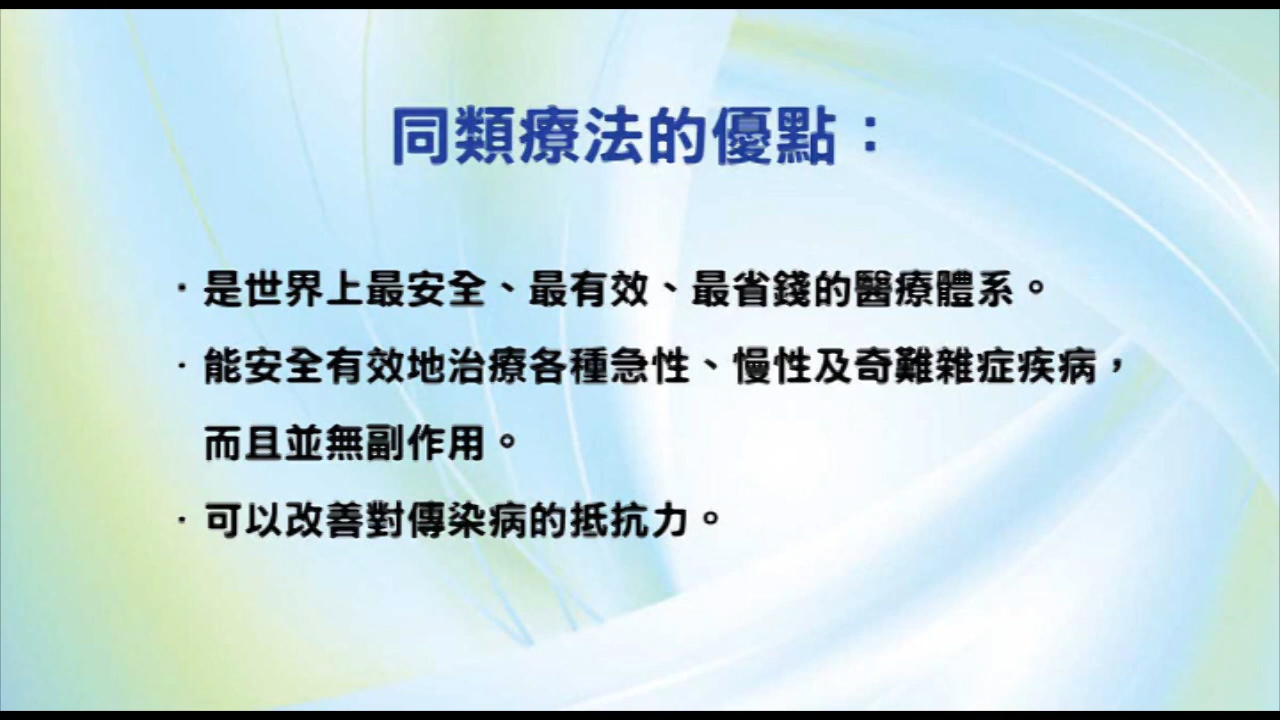 同類療法的優點：
·是世界上最安全、最有效、最省錢的醫療體系。
·能安全有效地治療各種急性、慢性及奇難雜症疾病，
而且並無副作用。
·可以改善對傳染病的抵抗力。